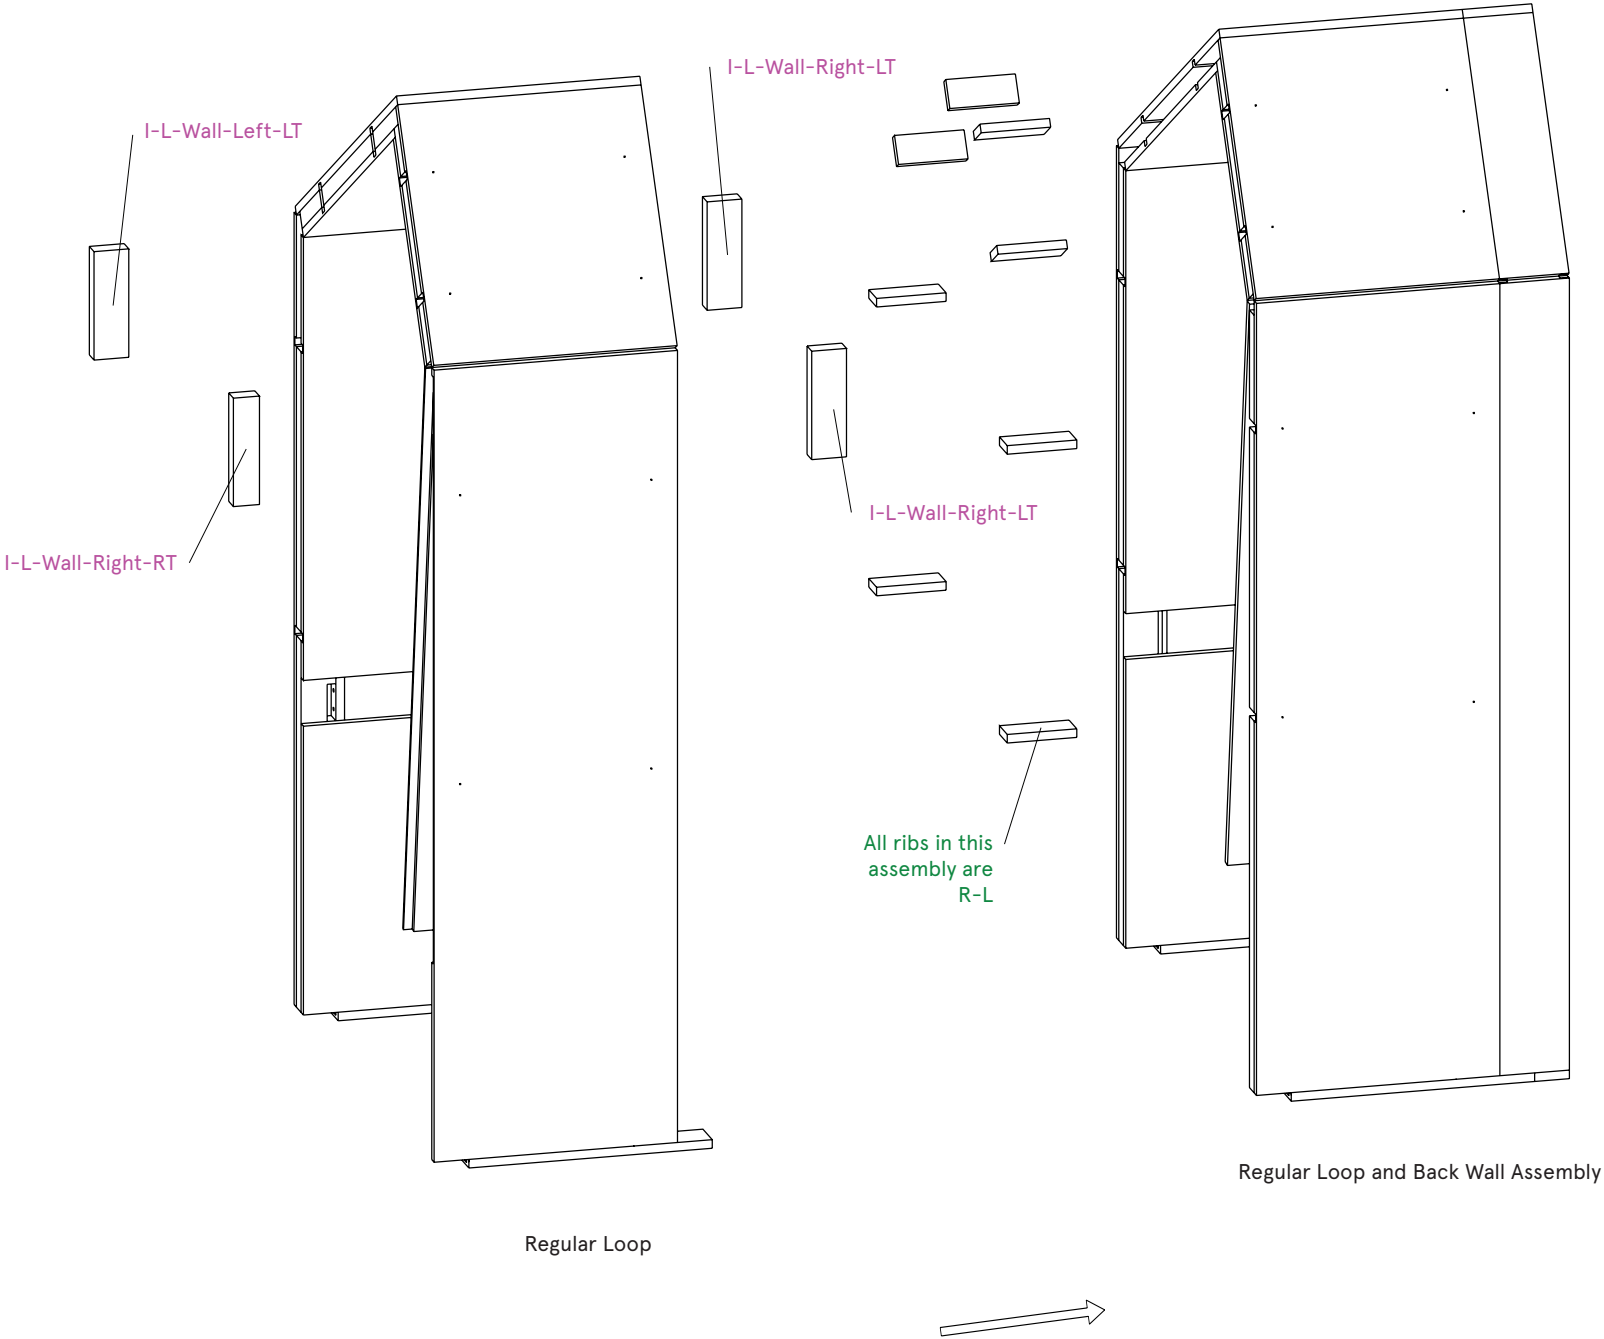 I-L-Wall-Right-LT
I-L-Wall-Left-LT
I-L-Wall-Right-LT
I-L-Wall-Right-RT
All ribs in this
assembly are
R-L
Regular Loop and Back Wall Assembly
Regular Loop